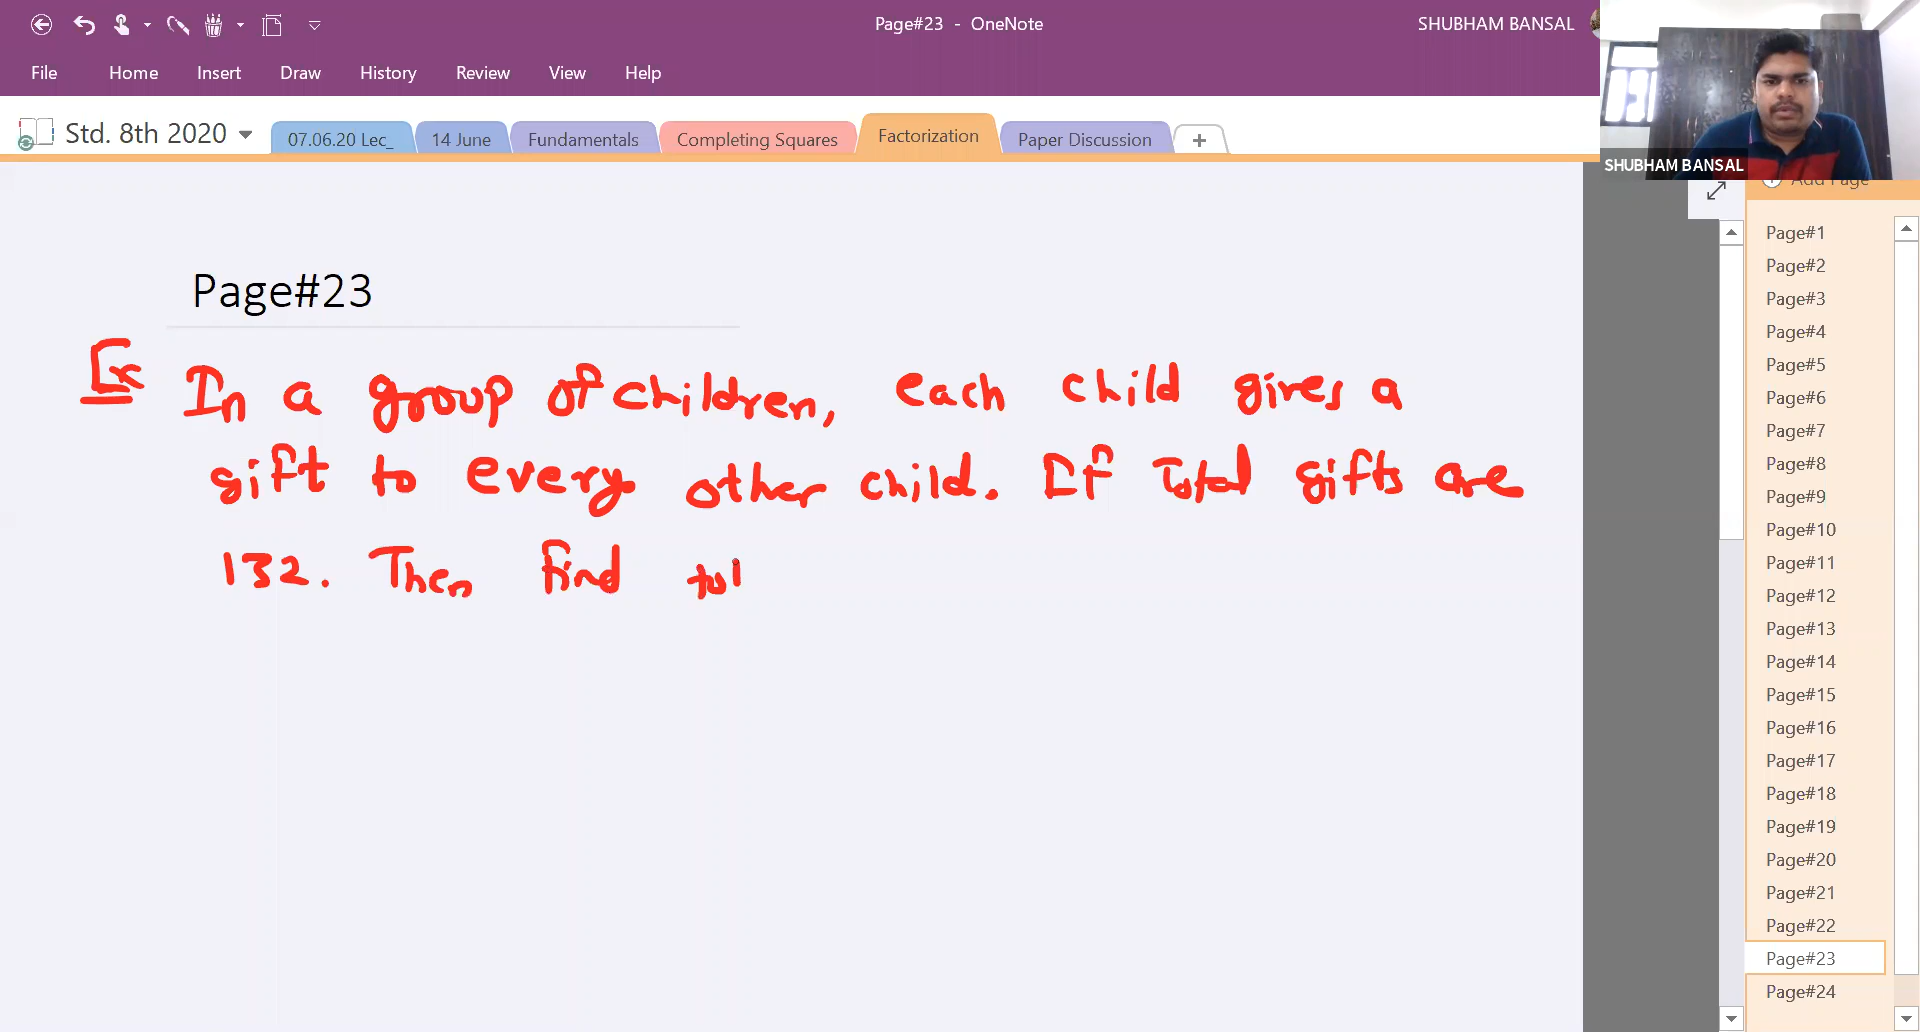 Page#23 - OneNote
SHUBHAM BANSAL
File Home Insert Draw History Review View Help
SHUBHAM BANSAL
Std. 8th 2020
07.06.20 Lec_ 14 June Fundamentals Completing Squares Factorization Paper Discussion +
Add Page
Page#23
Ex In a group of children, each child gives a
gift to every other child. If Total gifts are
132. Then find
Page#1
Page#2
Page#3
Page#4
Page#5
Page#6
Page#7
Page#8
Page#9
Page#10
Page#11
Page#12
Page#13
Page#14
Page#15
Page#16
Page#17
Page#18
Page#19
Page#20
Page#21
Page#22
Page#23
Page#24